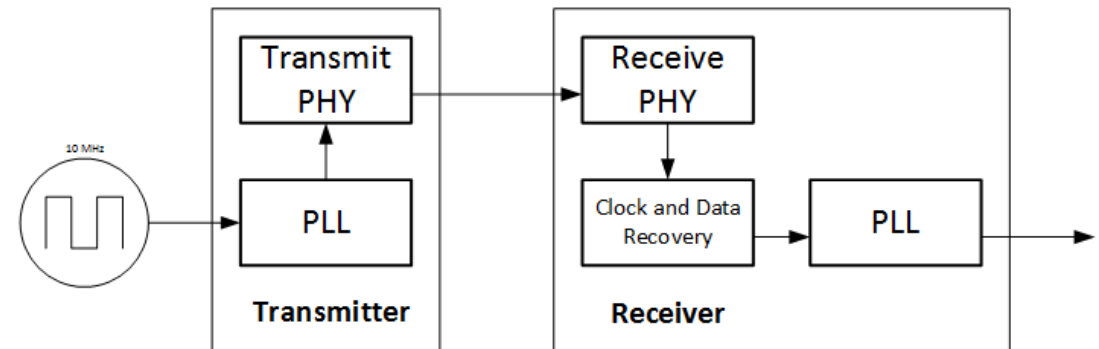 Transmit
PHY
Receive
PHY
10 MHz
PLL
Clock and Data
Recovery
PLL
Transmitter
Receiver